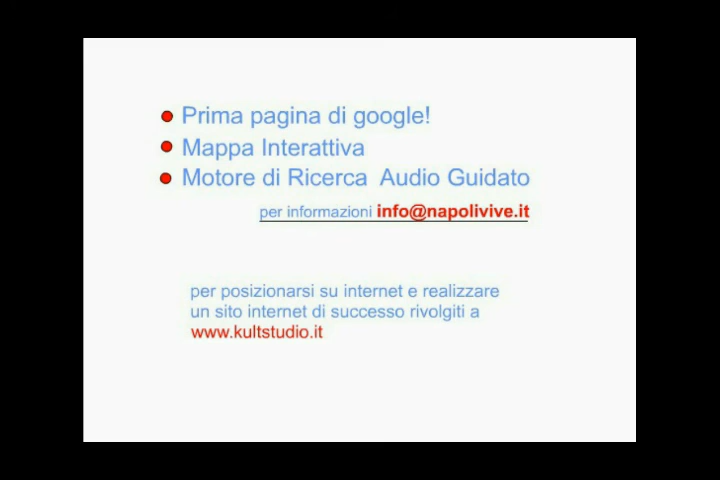 Prima pagina di google!
Mappa Interattiva
Motore di Ricerca Audio Guidato
per informazioni info@napolivive.it
per posizionarsi su internet e realizzare
un sito internet di successo rivolgiti a
www.kultstudio.it